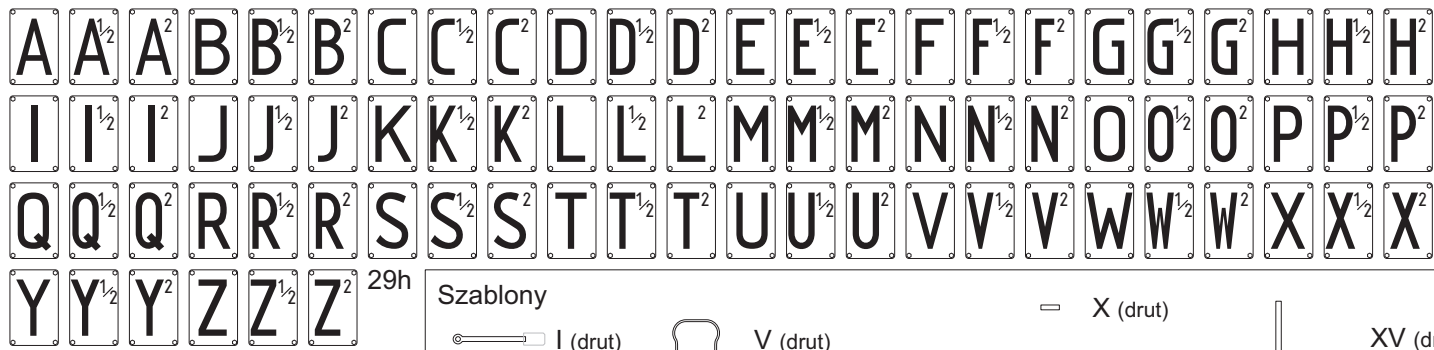 A A½ A² B B½ B² C C½ C² D D½ D² E E½ E² F F½ F² G G½ G² H H½ H²
I I½ I² J J½ J² K K½ K² L L½ L² M M½ M² N N½ N² O O½ O² P P½ P²
Q Q½ Q² R R½ R² S S½ S² T T½ T² U U½ U² V V½ V² W W½ W² X X½ X²
Y Y½ Y² Z Z½ Z² 29h
Szablony
X (drut)
I (drut) V (drut) XV